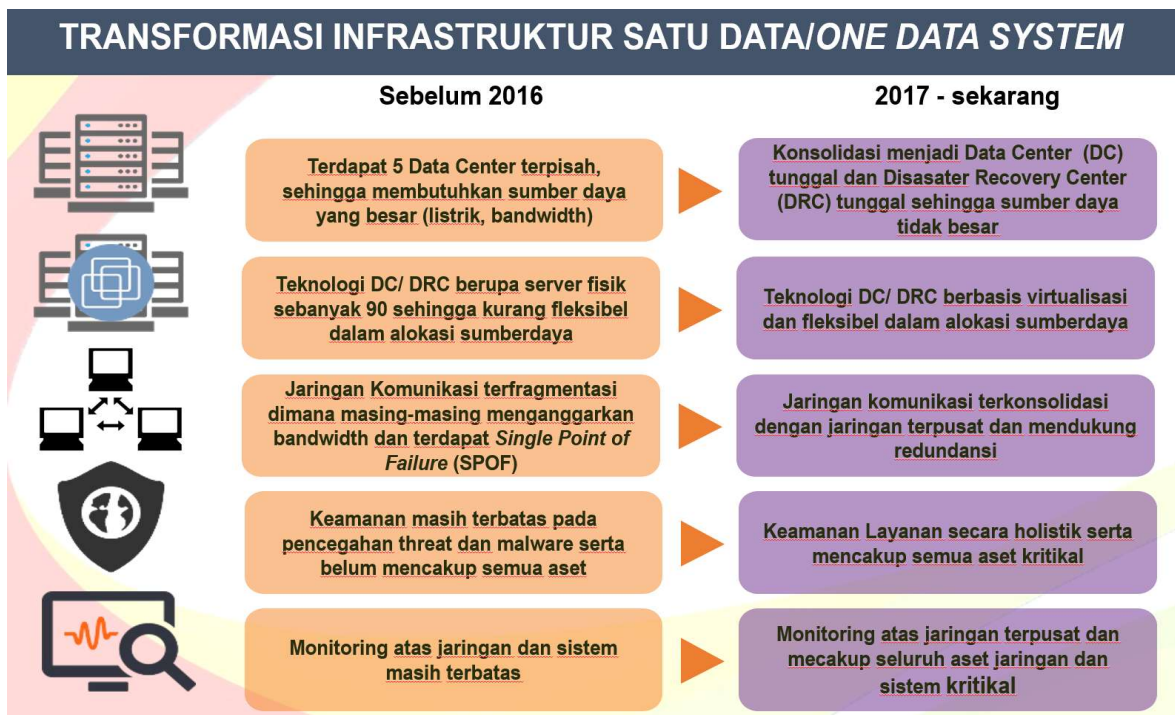 TRANSFORMASI INFRASTRUKTUR SATU DATA/ONE DATA SYSTEM
Sebelum 2016
2017 - sekarang
Terdapat 5 Data Center terpisah,
sehingga membutuhkan sumber daya
yang besar (listrik, bandwidth)
Konsolidasi menjadi Data Center (DC)
tunggal dan Disasater Recovery Center
(DRC) tunggal sehingga sumber daya
tidak besar
Teknologi DC/ DRC berupa server fisik
sebanyak 90 sehingga kurang fleksibel
dalam alokasi sumberdaya
Teknologi DC/ DRC berbasis virtualisasi
dan fleksibel dalam alokasi sumberdaya
Jaringan Komunikasi terfragmentasi
dimana masing-masing menganggarkan
bandwidth dan terdapat Single Point of
Failure (SPOF)
Jaringan komunikasi terkonsolidasi
dengan jaringan terpusat dan mendukung
redundansi
Keamanan masih terbatas pada
pencegahan threat dan malware serta
belum mencakup semua aset
Keamanan Layanan secara holistik serta
mencakup semua aset kritikal
Monitoring atas jaringan dan sistem
masih terbatas
Monitoring atas jaringan terpusat dan
mecakup seluruh aset jaringan dan
sistem kritikal